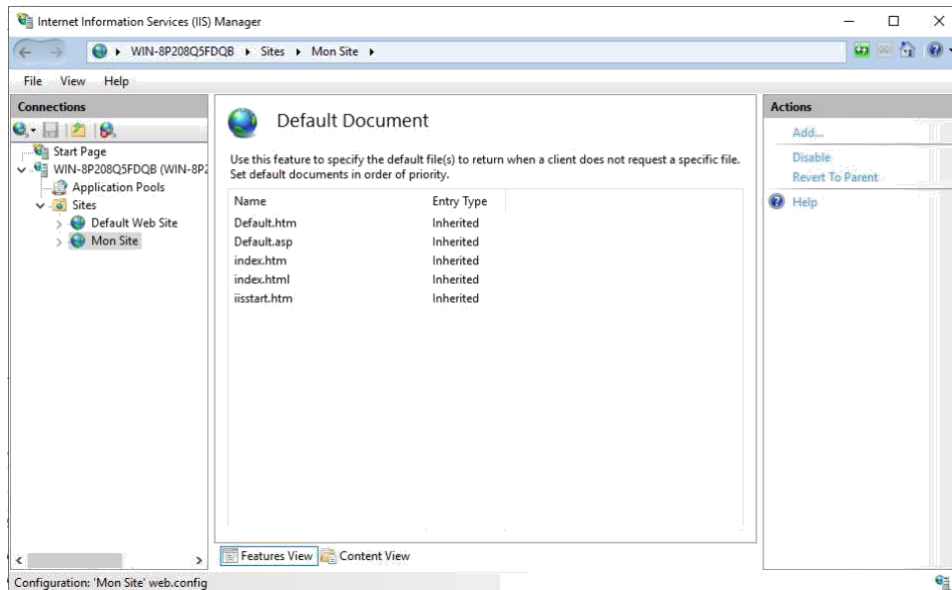 Internet Information Services (IIS) Manager
WIN-8P208Q5FDQB Sites Mon Site
File View Help
Connections
Start Page
WIN-8P208Q5FDQB (WIN-8P2
Application Pools
Sites
Default Web Site
Mon Site
Default Document
Use this feature to specify the default file(s) to return when a client does not request a specific file.
Set default documents in order of priority.
Name Entry Type
Default.htm Inherited
Default.asp Inherited
index.htm Inherited
index.html Inherited
iisstart.htm Inherited
Features View Content View
Actions
Add...
Disable
Revert To Parent
Help
Configuration: 'Mon Site' web.config